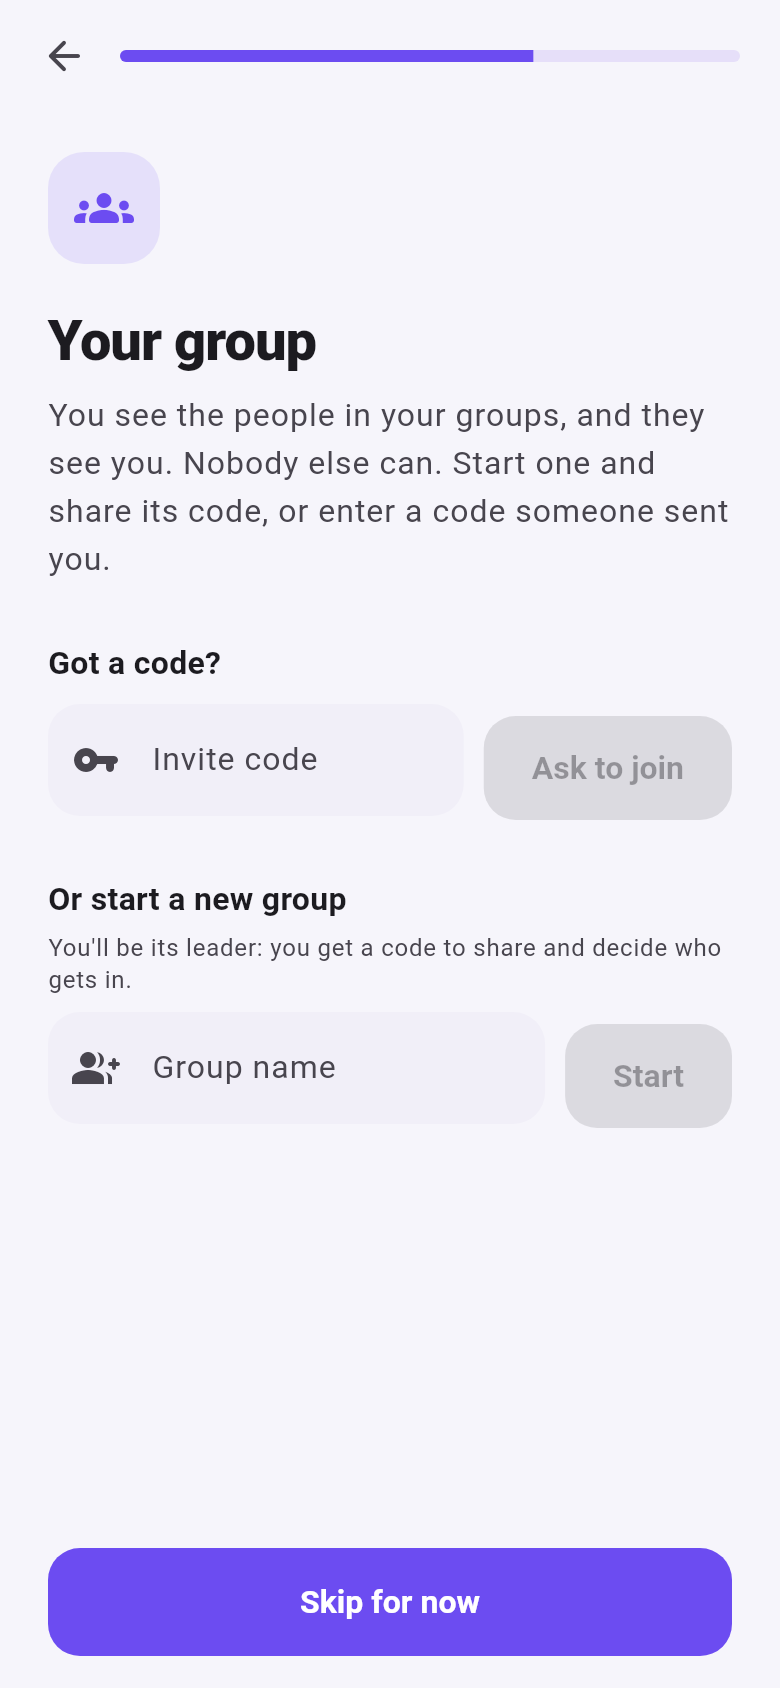 Your group
You see the people in your groups, and they
see you. Nobody else can. Start one and
share its code, or enter a code someone sent
you.
Got a code?
Invite code
Ask to join
Or start a new group
You'll be its leader: you get a code to share and decide who
gets in.
Group name
Start
Skip for now